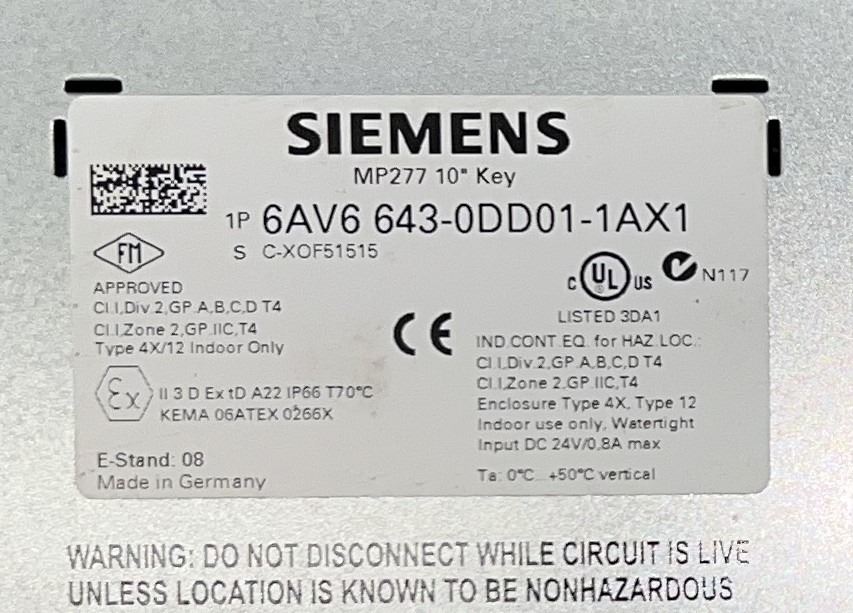 SIEMENS
MP277 10" Key
1P 6AV6 643-0DD01-1AX1
S C-XOF51515
FM
APPROVED
Cl.I,Div.2,GP.A,B,C,D T4
Cl.I,Zone 2,GP.IIC,T4
Type 4X/12 Indoor Only
Ex II 3 D Ex tD A22 IP66 T70°C
KEMA 06ATEX 0266X
E-Stand: 08
Made in Germany
CE
C UL US N117
LISTED 3DA1
IND.CONT.EQ. for HAZ.LOC.:
Cl.I,Div.2,GP.A,B,C,D T4
Cl.I,Zone 2,GP.IIC,T4
Enclosure Type 4X, Type 12
Indoor use only, Watertight
Input DC 24V/0,8A max
Ta: 0°C...+50°C vertical
WARNING: DO NOT DISCONNECT WHILE CIRCUIT IS LIVE
UNLESS LOCATION IS KNOWN TO BE NONHAZARDOUS